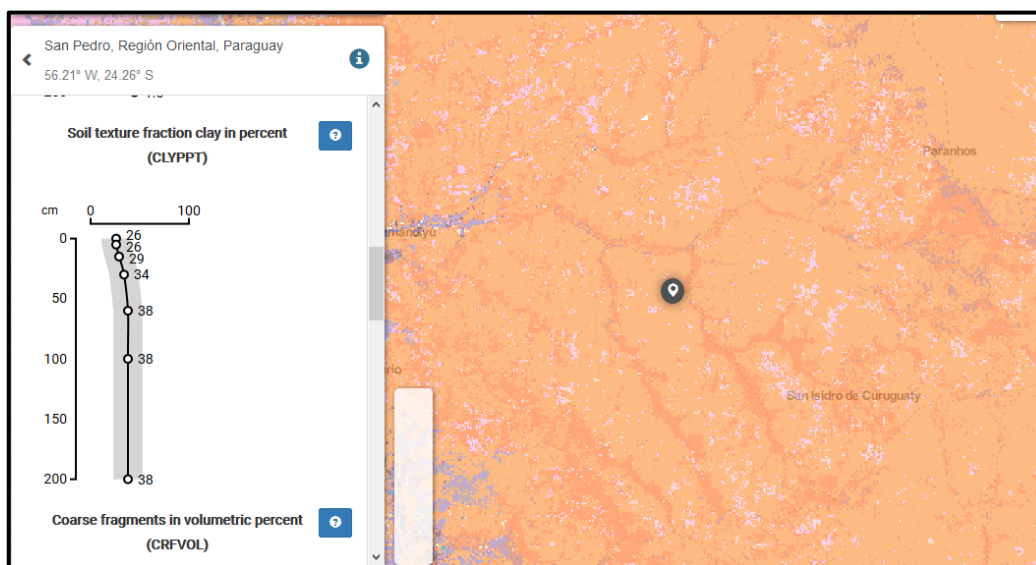 San Pedro, Región Oriental, Paraguay
56.21° W, 24.26° S
Soil texture fraction clay in percent
(CLYPPT)
cm 0 100
0 26
26
29
34
50
38
100 38
150
200 38
Coarse fragments in volumetric percent
(CRFVOL)
Paranhos
San Isidro de Curuguaty